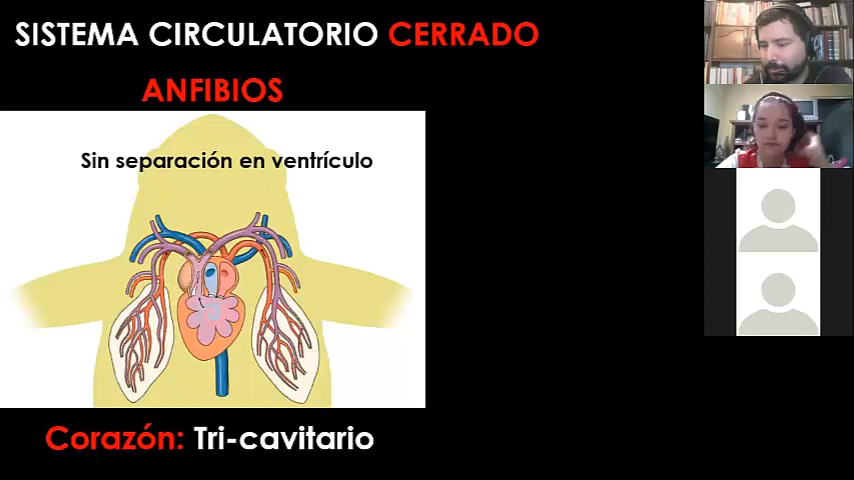 SISTEMA CIRCULATORIO CERRADO
ANFIBIOS
Sin separación en ventrículo
Corazón: Tri-cavitario